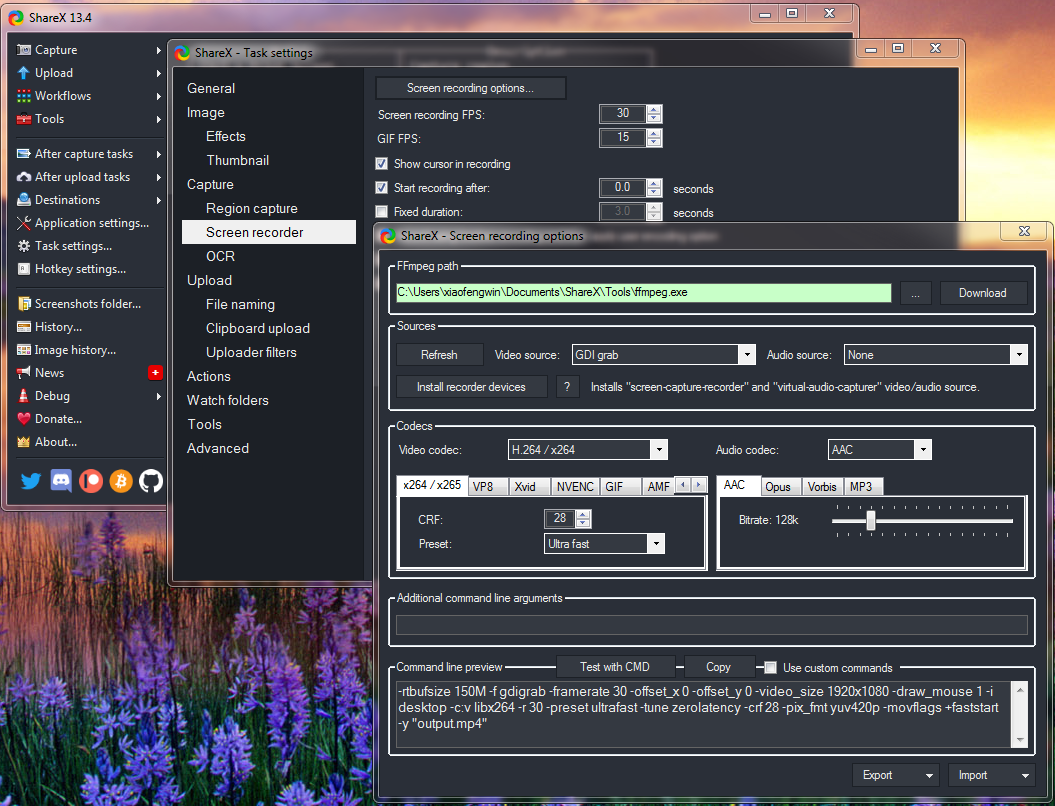 ShareX 13.4
Capture
Upload
Workflows
Tools
After capture tasks
After upload tasks
Destinations
Application settings...
Task settings...
Hotkey settings...
Screenshots folder...
History...
Image history...
News
+
Debug
Donate...
About...
ShareX - Task settings
General
Image
Effects
Thumbnail
Capture
Region capture
Screen recorder
OCR
Upload
File naming
Clipboard upload
Uploader filters
Actions
Watch folders
Tools
Advanced
Screen recording options...
Screen recording FPS: 30
GIF FPS: 15
Show cursor in recording
Start recording after: 0.0 seconds
Fixed duration: 3.0 seconds
ShareX - Screen recording options
FFmpeg path
C:\Users\xiaofengwin\Documents\ShareX\Tools\ffmpeg.exe ... Download
Sources
Refresh Video source: GDI grab Audio source: None
Install recorder devices ? Installs "screen-capture-recorder" and "virtual-audio-capturer" video/audio source.
Codecs
Video codec: H.264 / x264 Audio codec: AAC
x264 / x265 VP8 Xvid NVENC GIF AMF AAC Opus Vorbis MP3
CRF: 28 Bitrate: 128k
Preset: Ultra fast
Additional command line arguments
Command line preview Test with CMD Copy Use custom commands
-rtbufsize 150M -f gdigrab -framerate 30 -offset_x 0 -offset_y 0 -video_size 1920x1080 -draw_mouse 1 -i
desktop -c:v libx264 -r 30 -preset ultrafast -tune zerolatency -crf 28 -pix_fmt yuv420p -movflags +faststart
-y "output.mp4"
Export Import